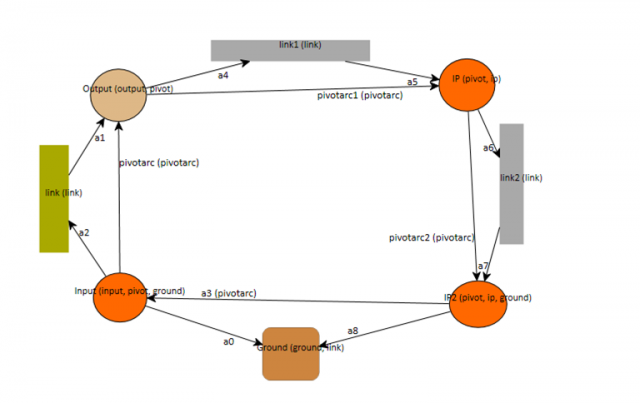 link1 (link)
a4
a5
IP (pivot, ip)
Output (output, pivot)
pivotarc1 (pivotarc)
a1
a6
pivotarc (pivotarc)
link (link)
link2 (link)
a2
pivotarc2 (pivotarc)
a7
Input (input, pivot, ground)
a3 (pivotarc)
IP2 (pivot, ip, ground)
a0
a8
Ground (ground, link)